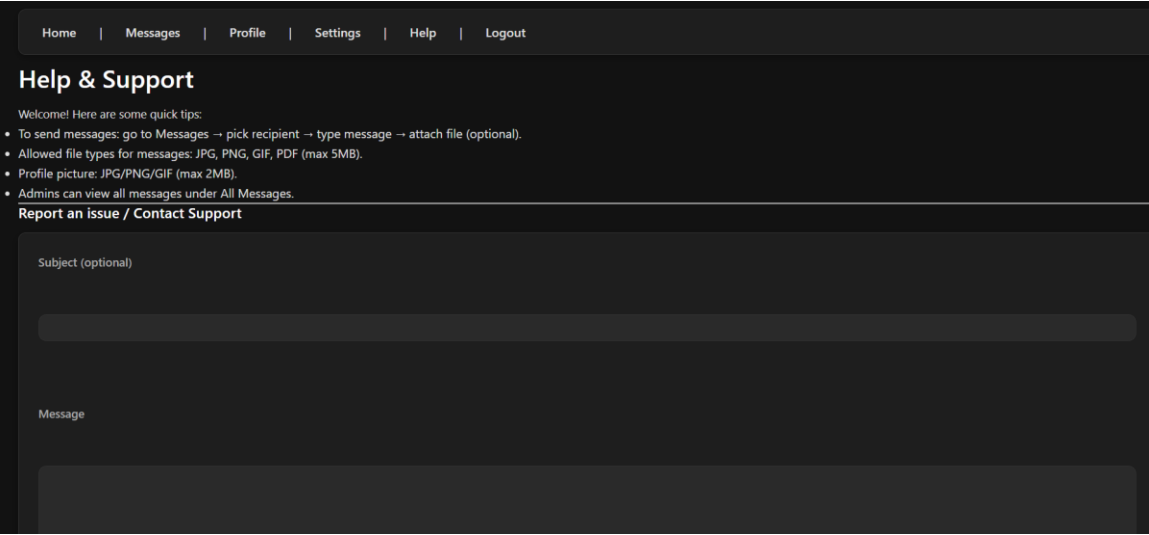 Home | Messages | Profile | Settings | Help | Logout
Help & Support
Welcome! Here are some quick tips:
• To send messages: go to Messages → pick recipient → type message → attach file (optional).
• Allowed file types for messages: JPG, PNG, GIF, PDF (max 5MB).
• Profile picture: JPG/PNG/GIF (max 2MB).
• Admins can view all messages under All Messages.
Report an issue / Contact Support
Subject (optional)
Message